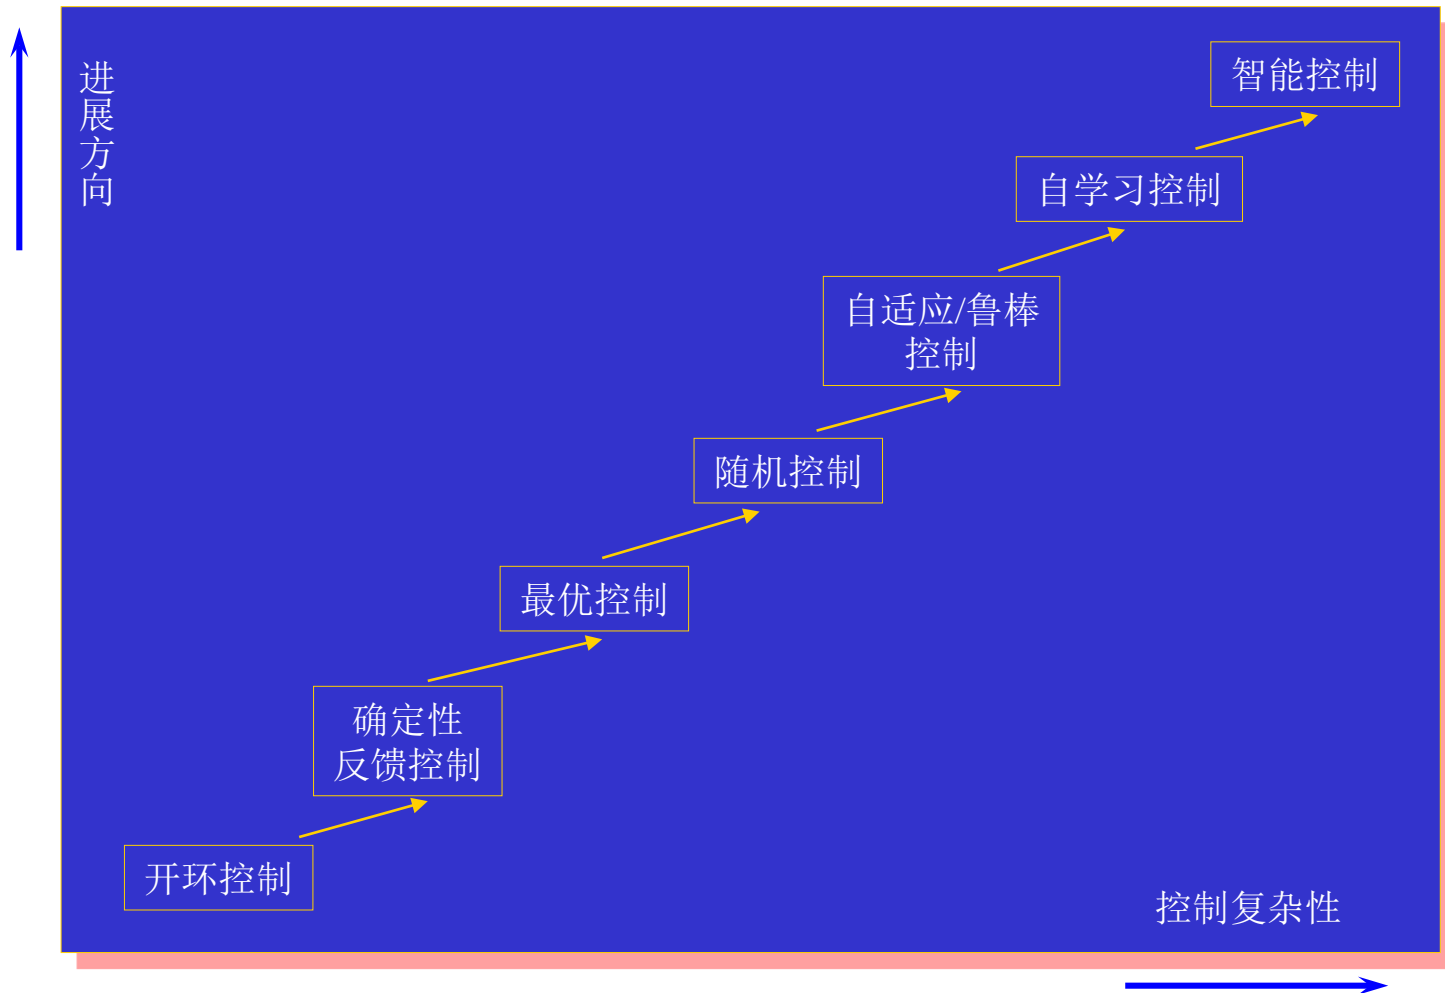 进展方向
智能控制
自学习控制
自适应/鲁棒
控制
随机控制
最优控制
确定性
反馈控制
开环控制
控制复杂性